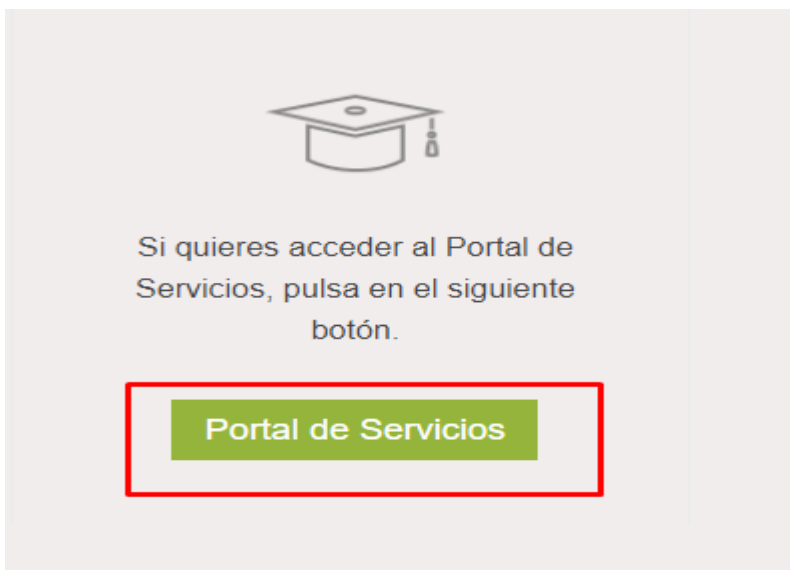 Si quieres acceder al Portal de
Servicios, pulsa en el siguiente
botón.
Portal de Servicios